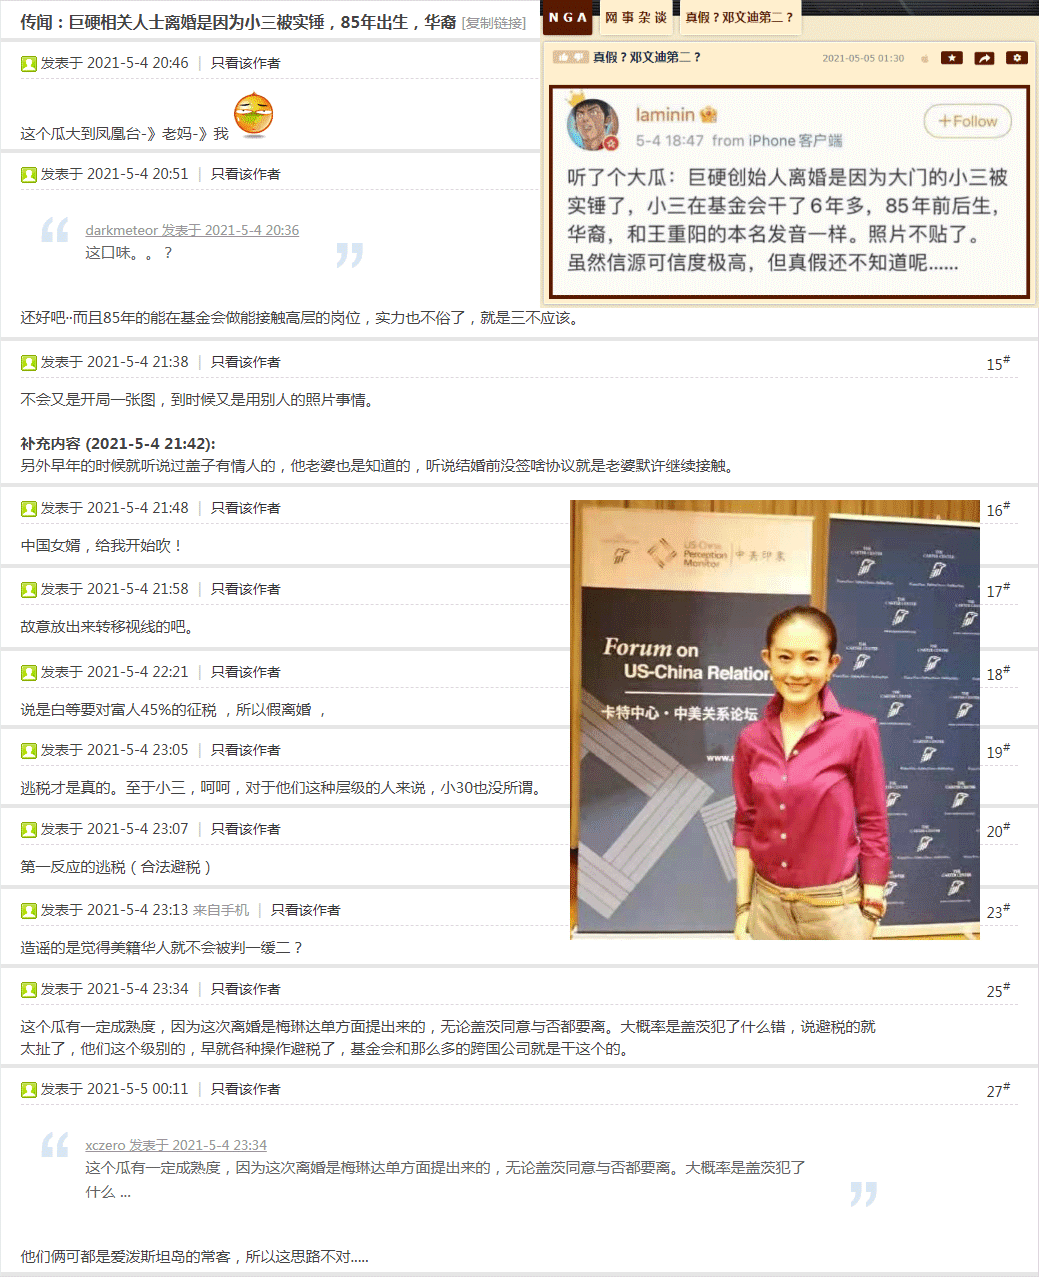 传闻：巨硬相关人士离婚是因为小三被实锤，85年出生，华裔 [复制链接]
发表于 2021-5-4 20:46 | 只看该作者
这个瓜大到凤凰台-》老妈-》我
发表于 2021-5-4 20:51 | 只看该作者
darkmeteor 发表于 2021-5-4 20:36
这口味。。？
还好吧··而且85年的能在基金会做能接触高层的岗位，实力也不俗了，就是三不应该。
NGA 网事杂谈 真假？邓文迪第二？
真假？邓文迪第二？ 2021-05-05 01:30
laminin
+Follow
5-4 18:47 from iPhone客户端
听了个大瓜：巨硬创始人离婚是因为大门的小三被
实锤了，小三在基金会干了6年多，85年前后生，
华裔，和王重阳的本名发音一样。照片不贴了。
虽然信源可信度极高，但真假还不知道呢......
发表于 2021-5-4 21:38 | 只看该作者 15#
不会又是开局一张图，到时候又是用别人的照片事情。
补充内容 (2021-5-4 21:42):
另外早年的时候就听说过盖子有情人的，他老婆也是知道的，听说结婚前没签啥协议就是老婆默许继续接触。
发表于 2021-5-4 21:48 | 只看该作者 16#
中国女婿，给我开始吹！
发表于 2021-5-4 21:58 | 只看该作者 17#
故意放出来转移视线的吧。
发表于 2021-5-4 22:21 | 只看该作者 18#
说是白等要对富人45%的征税 ，所以假离婚 ，
发表于 2021-5-4 23:05 | 只看该作者 19#
逃税才是真的。至于小三，呵呵，对于他们这种层级的人来说，小30也没所谓。
发表于 2021-5-4 23:07 | 只看该作者 20#
第一反应的逃税（合法避税）
发表于 2021-5-4 23:13 来自手机 | 只看该作者 23#
造谣的是觉得美籍华人就不会被判一缓二？
US-China
Perception
Monitor
中美印象
Forum on
US-China Relation
卡特中心·中美关系论坛
www.u
THE
CARTER CENTER
发表于 2021-5-4 23:34 | 只看该作者 25#
这个瓜有一定成熟度，因为这次离婚是梅琳达单方面提出来的，无论盖茨同意与否都要离。大概率是盖茨犯了什么错，说避税的就
太扯了，他们这个级别的，早就各种操作避税了，基金会和那么多的跨国公司就是干这个的。
发表于 2021-5-5 00:11 | 只看该作者 27#
xczero 发表于 2021-5-4 23:34
这个瓜有一定成熟度，因为这次离婚是梅琳达单方面提出来的，无论盖茨同意与否都要离。大概率是盖茨犯了
什么 ...
他们俩可都是爱泼斯坦岛的常客，所以这思路不对.....